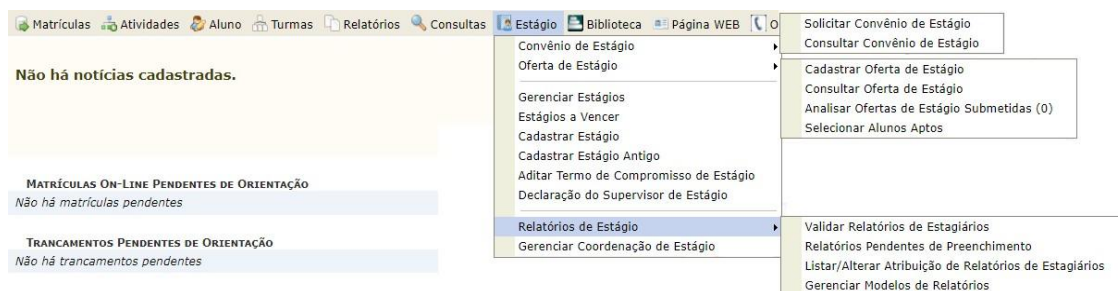 Matrículas Atividades Aluno Turmas Relatórios Consultas Estágio Biblioteca Página WEB O
Não há notícias cadastradas.
MATRÍCULAS ON-LINE PENDENTES DE ORIENTAÇÃO
Não há matrículas pendentes
TRANCAMENTOS PENDENTES DE ORIENTAÇÃO
Não há trancamentos pendentes
Convênio de Estágio
Oferta de Estágio
Gerenciar Estágios
Estágios a Vencer
Cadastrar Estágio
Cadastrar Estágio Antigo
Aditar Termo de Compromisso de Estágio
Declaração do Supervisor de Estágio
Relatórios de Estágio
Gerenciar Coordenação de Estágio
Solicitar Convênio de Estágio
Consultar Convênio de Estágio
Cadastrar Oferta de Estágio
Consultar Oferta de Estágio
Analisar Ofertas de Estágio Submetidas (0)
Selecionar Alunos Aptos
Validar Relatórios de Estagiários
Relatórios Pendentes de Preenchimento
Listar/Alterar Atribuição de Relatórios de Estagiários
Gerenciar Modelos de Relatórios